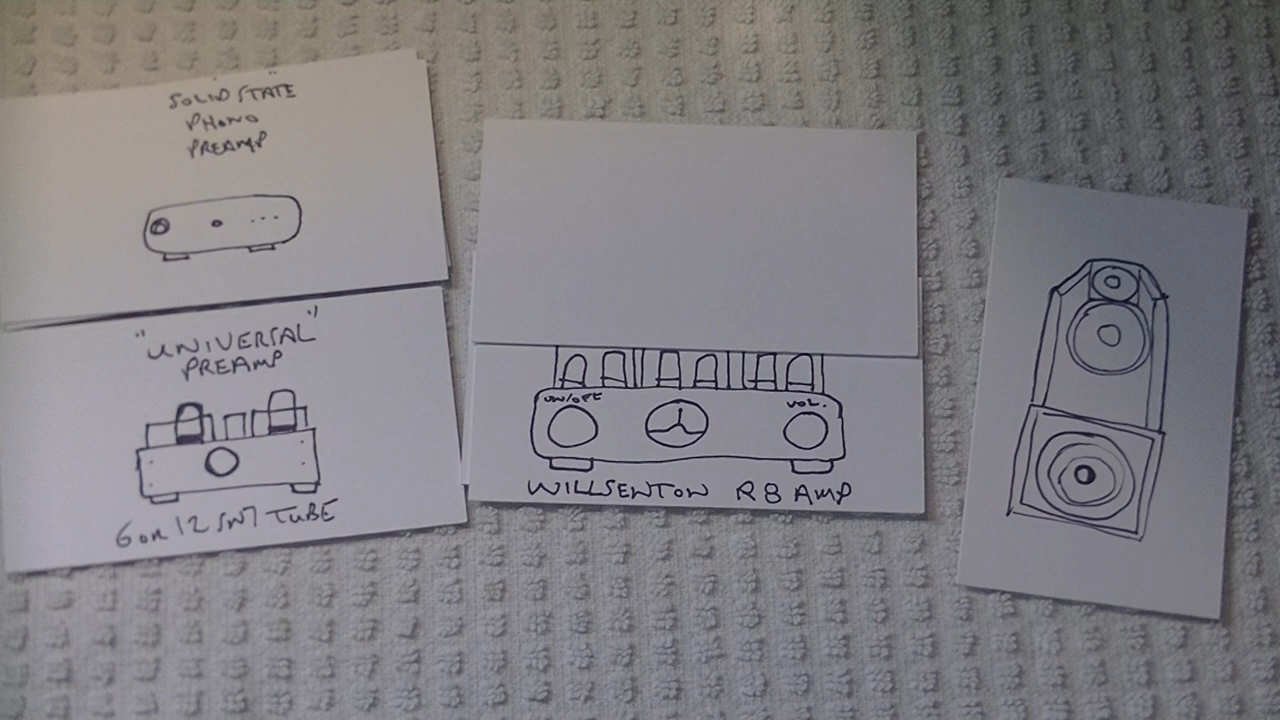 SOLID STATE
PHONO
PREAMP
"UNIVERSAL"
PREAMP
6 OR 12 SN7 TUBE
ON/OFF
VOL.
WILLSENTON R8 AMP